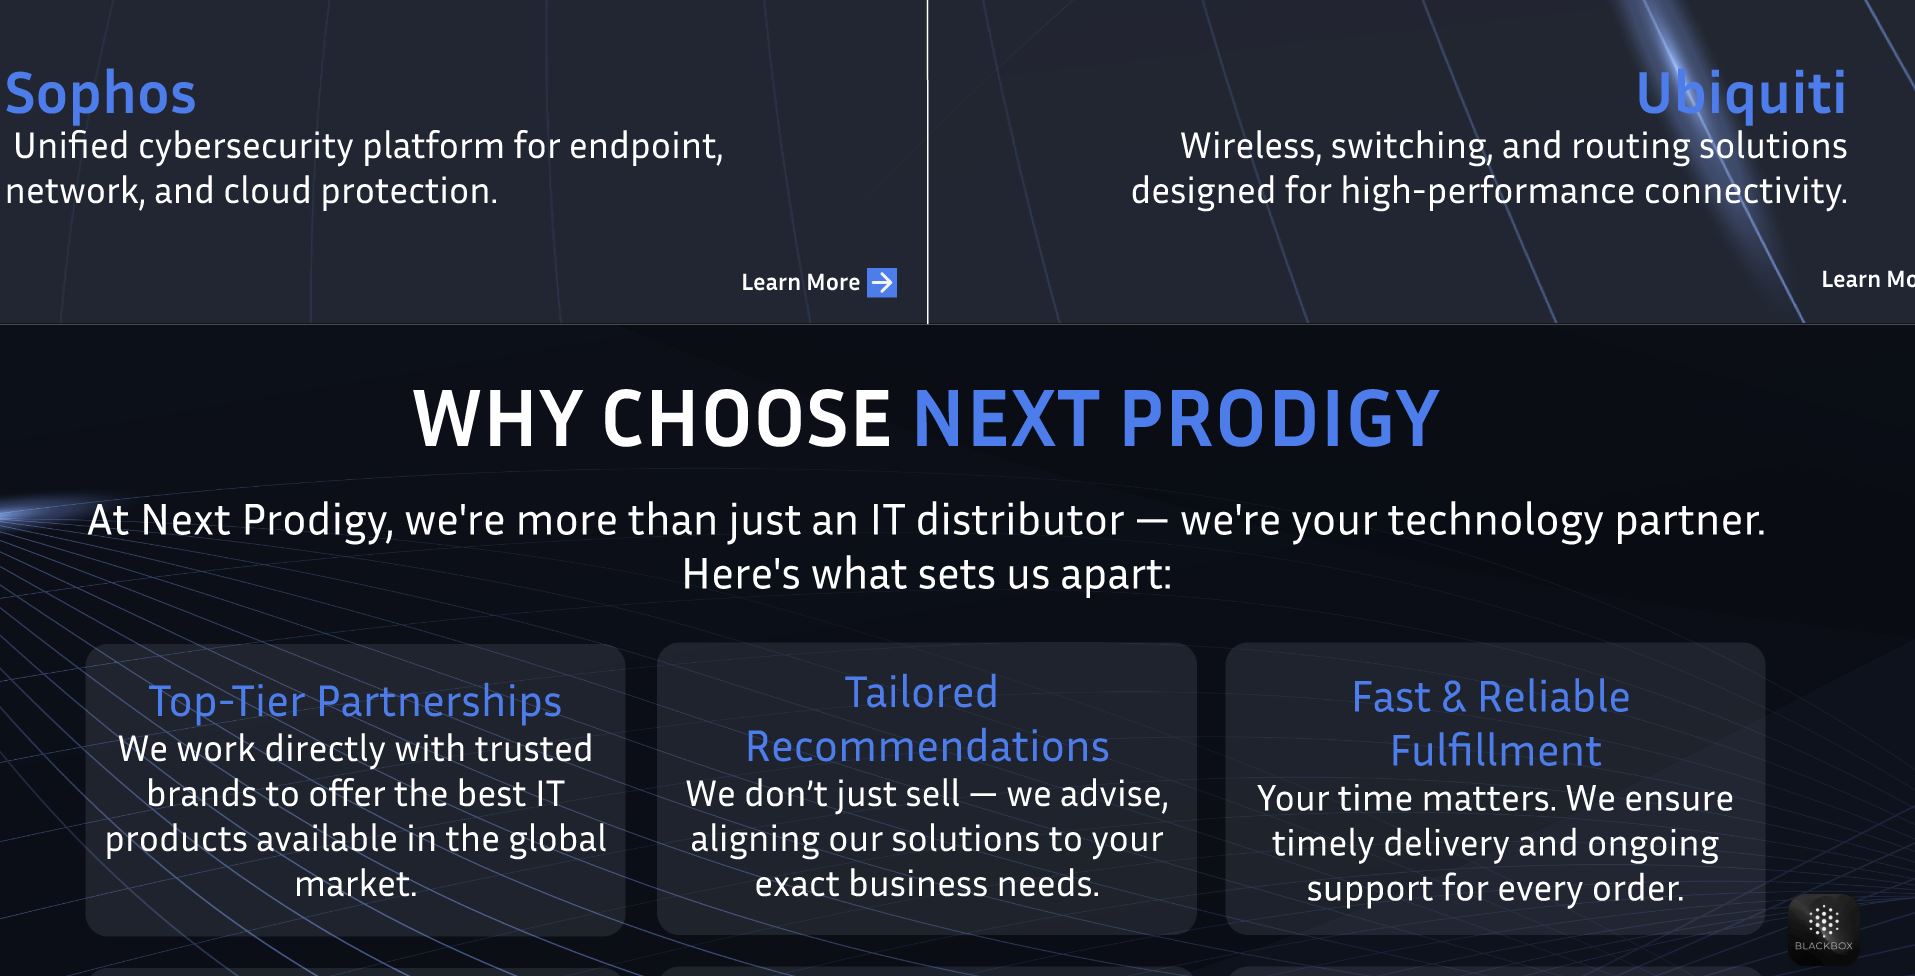 Sophos
Unified cybersecurity platform for endpoint,
network, and cloud protection.
Learn More
Ubiquiti
Wireless, switching, and routing solutions
designed for high-performance connectivity.
Learn Mo
WHY CHOOSE NEXT PRODIGY
At Next Prodigy, we're more than just an IT distributor — we're your technology partner.
Here's what sets us apart:
Top-Tier Partnerships
We work directly with trusted
brands to offer the best IT
products available in the global
market.
Tailored
Recommendations
We don’t just sell — we advise,
aligning our solutions to your
exact business needs.
Fast & Reliable
Fulfillment
Your time matters. We ensure
timely delivery and ongoing
support for every order.
BLACKBOX